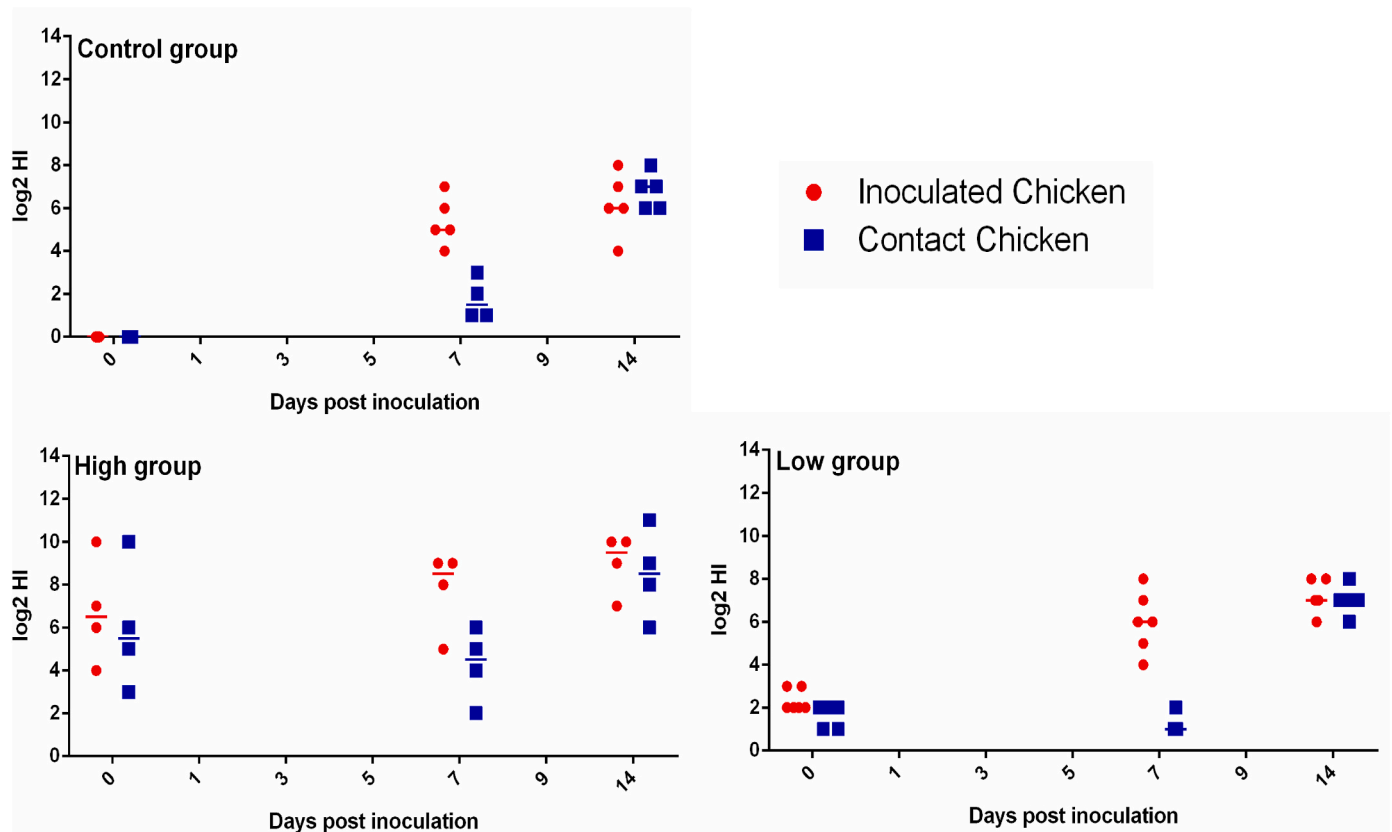 Control group
14
12
10
8
6
4
2
0
log2 HI
0 1 3 5 7 9 14
Days post inoculation
Inoculated Chicken
Contact Chicken
High group
14
12
10
8
6
4
2
0
log2 HI
0 1 3 5 7 9 14
Days post inoculation
Low group
14
12
10
8
6
4
2
0
log2 HI
0 1 3 5 7 9 14
Days post inoculation